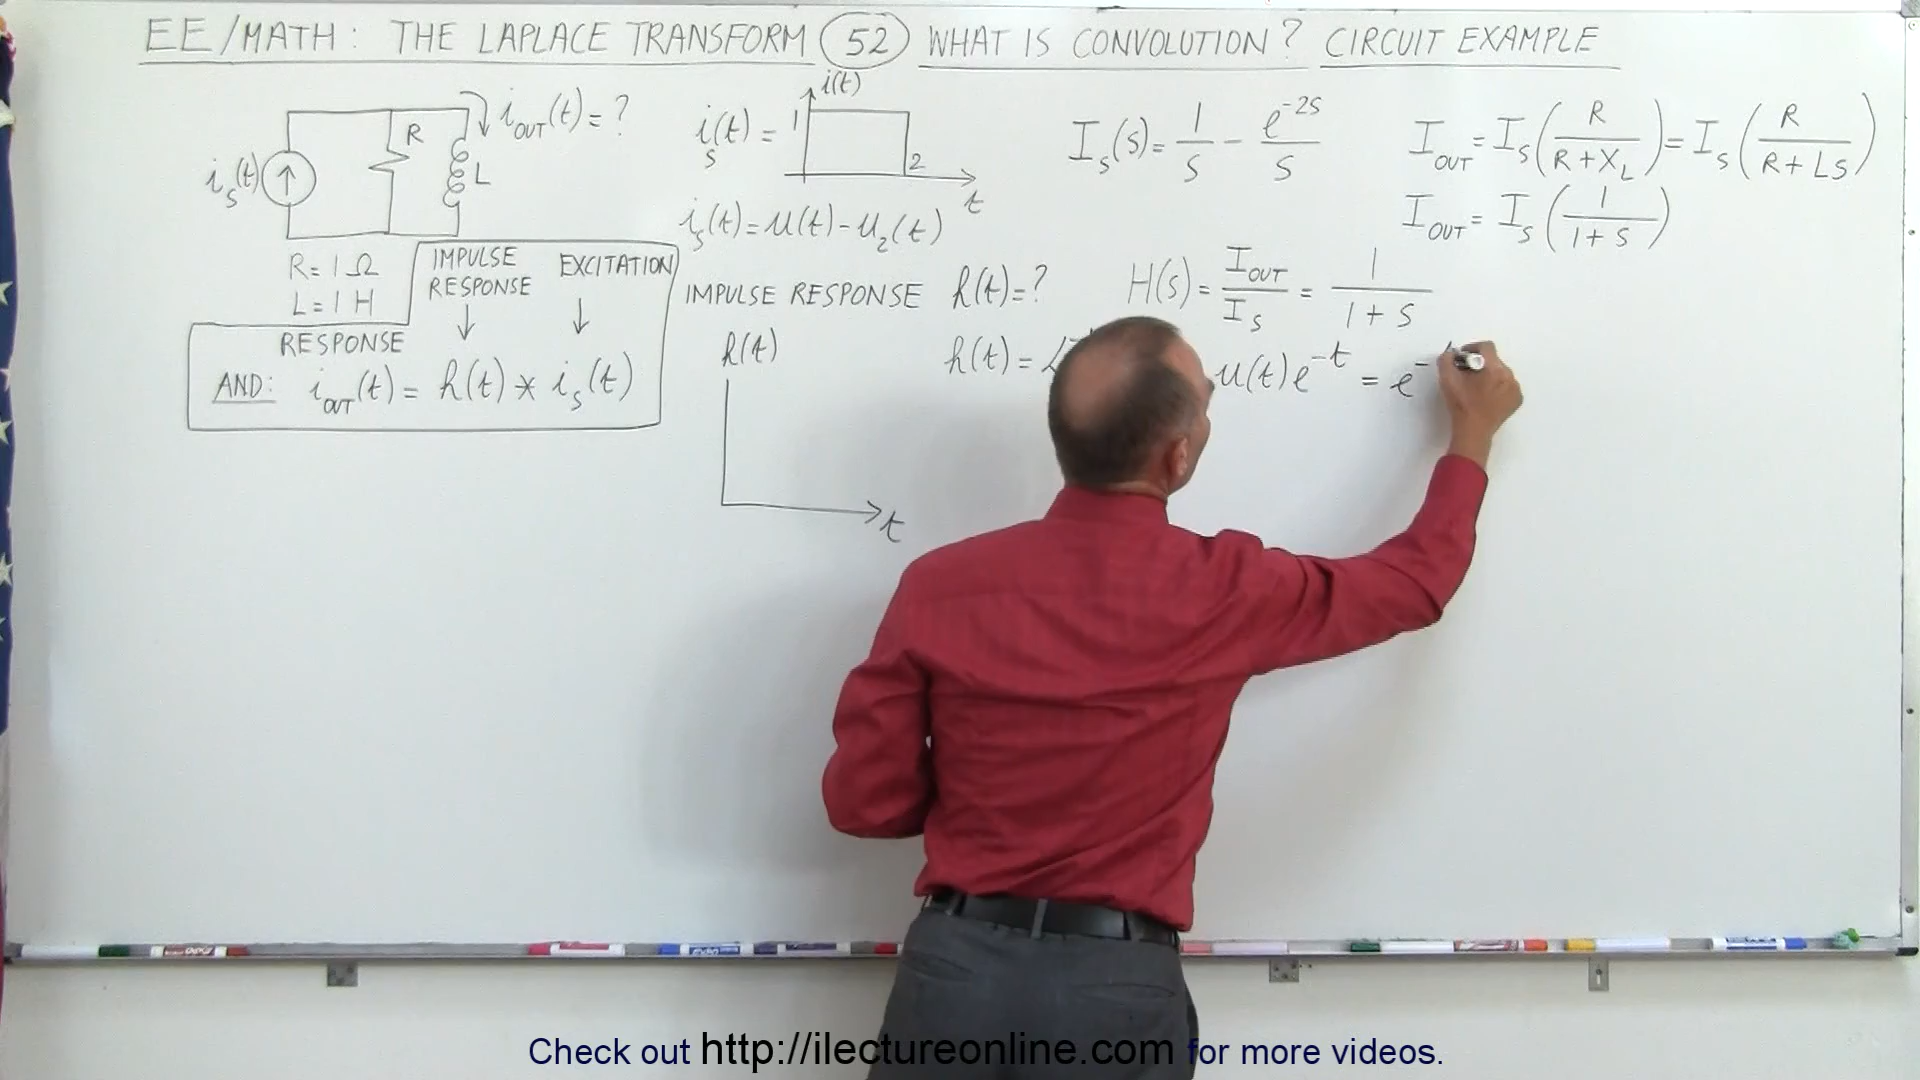 EE/MATH: THE LAPLACE TRANSFORM 52 WHAT IS CONVOLUTION? CIRCUIT EXAMPLE
i_s(t)
R
L
i_OUT(t) = ?
R = 1 Ω
L = 1 H
i_s(t) =
i(t)
1
2
t
i_s(t) = u(t) - u_2(t)
I_s(s) = 1/s - e^-2s/s
I_OUT = I_s (R/(R + X_L)) = I_s (R/(R + Ls))
I_OUT = I_s (1/(1 + s))
IMPULSE RESPONSE
EXCITATION
RESPONSE
AND: i_OUT(t) = h(t) * i_s(t)
IMPULSE RESPONSE h(t) = ? H(s) = I_OUT/I_s = 1/(1 + s)
h(t)
t
h(t) =
u(t)e^-t = e^-
Check out http://ilectureonline.com for more videos.